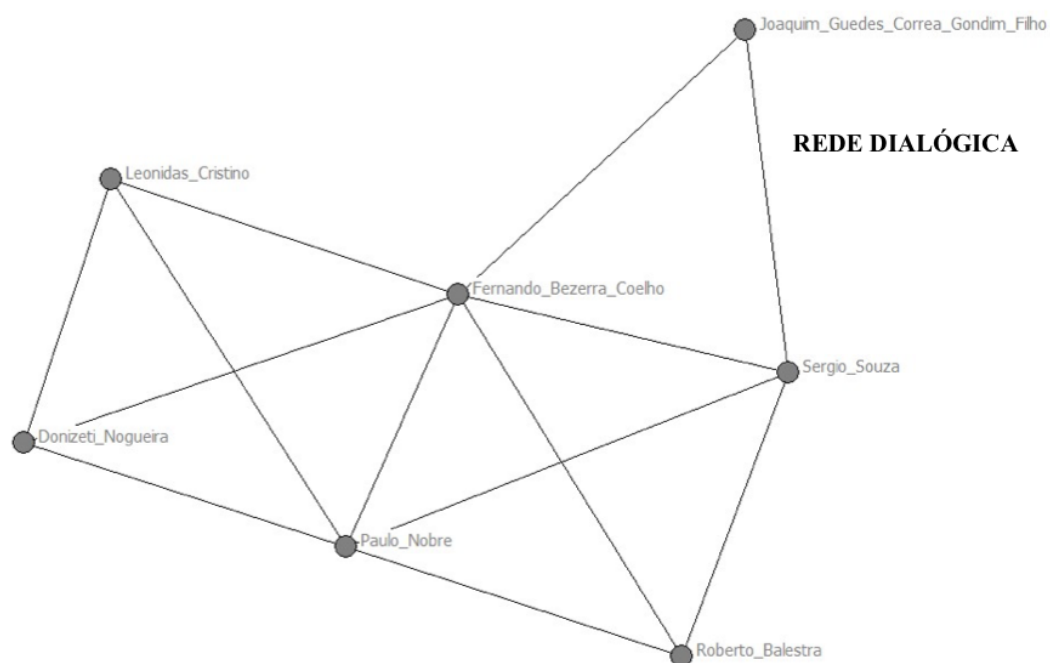 Joaquim_Guedes_Correa_Gondim_Filho
REDE DIALÓGICA
Leonidas_Cristino
Fernando_Bezerra_Coelho
Sergio_Souza
Donizeti_Nogueira
Paulo_Nobre
Roberto_Balestra